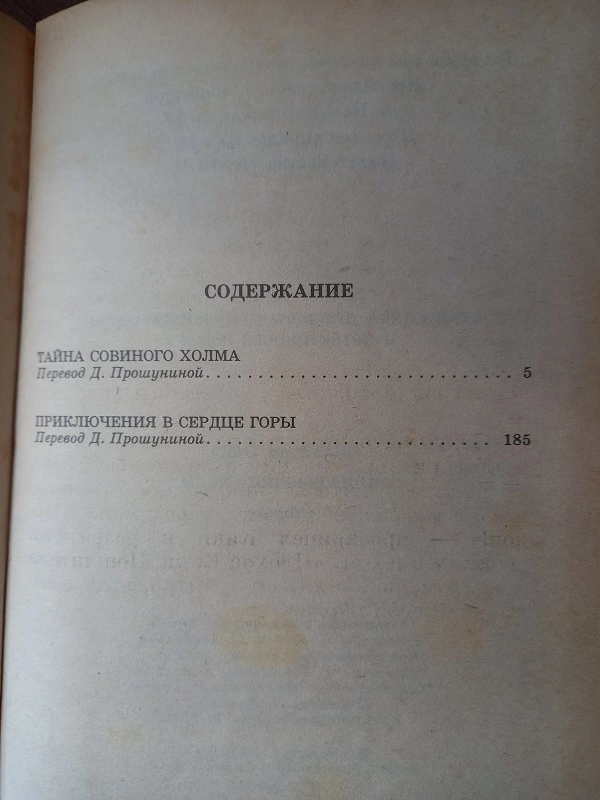 СОДЕРЖАНИЕ
ТАЙНА СОВИНОГО ХОЛМА
Перевод Д. Прошуниной. . . . . . . . . . . . . . . . . . . . . . . . . . . . . 5
ПРИКЛЮЧЕНИЯ В СЕРДЦЕ ГОРЫ
Перевод Д. Прошуниной. . . . . . . . . . . . . . . . . . . . . . . . . . . 185